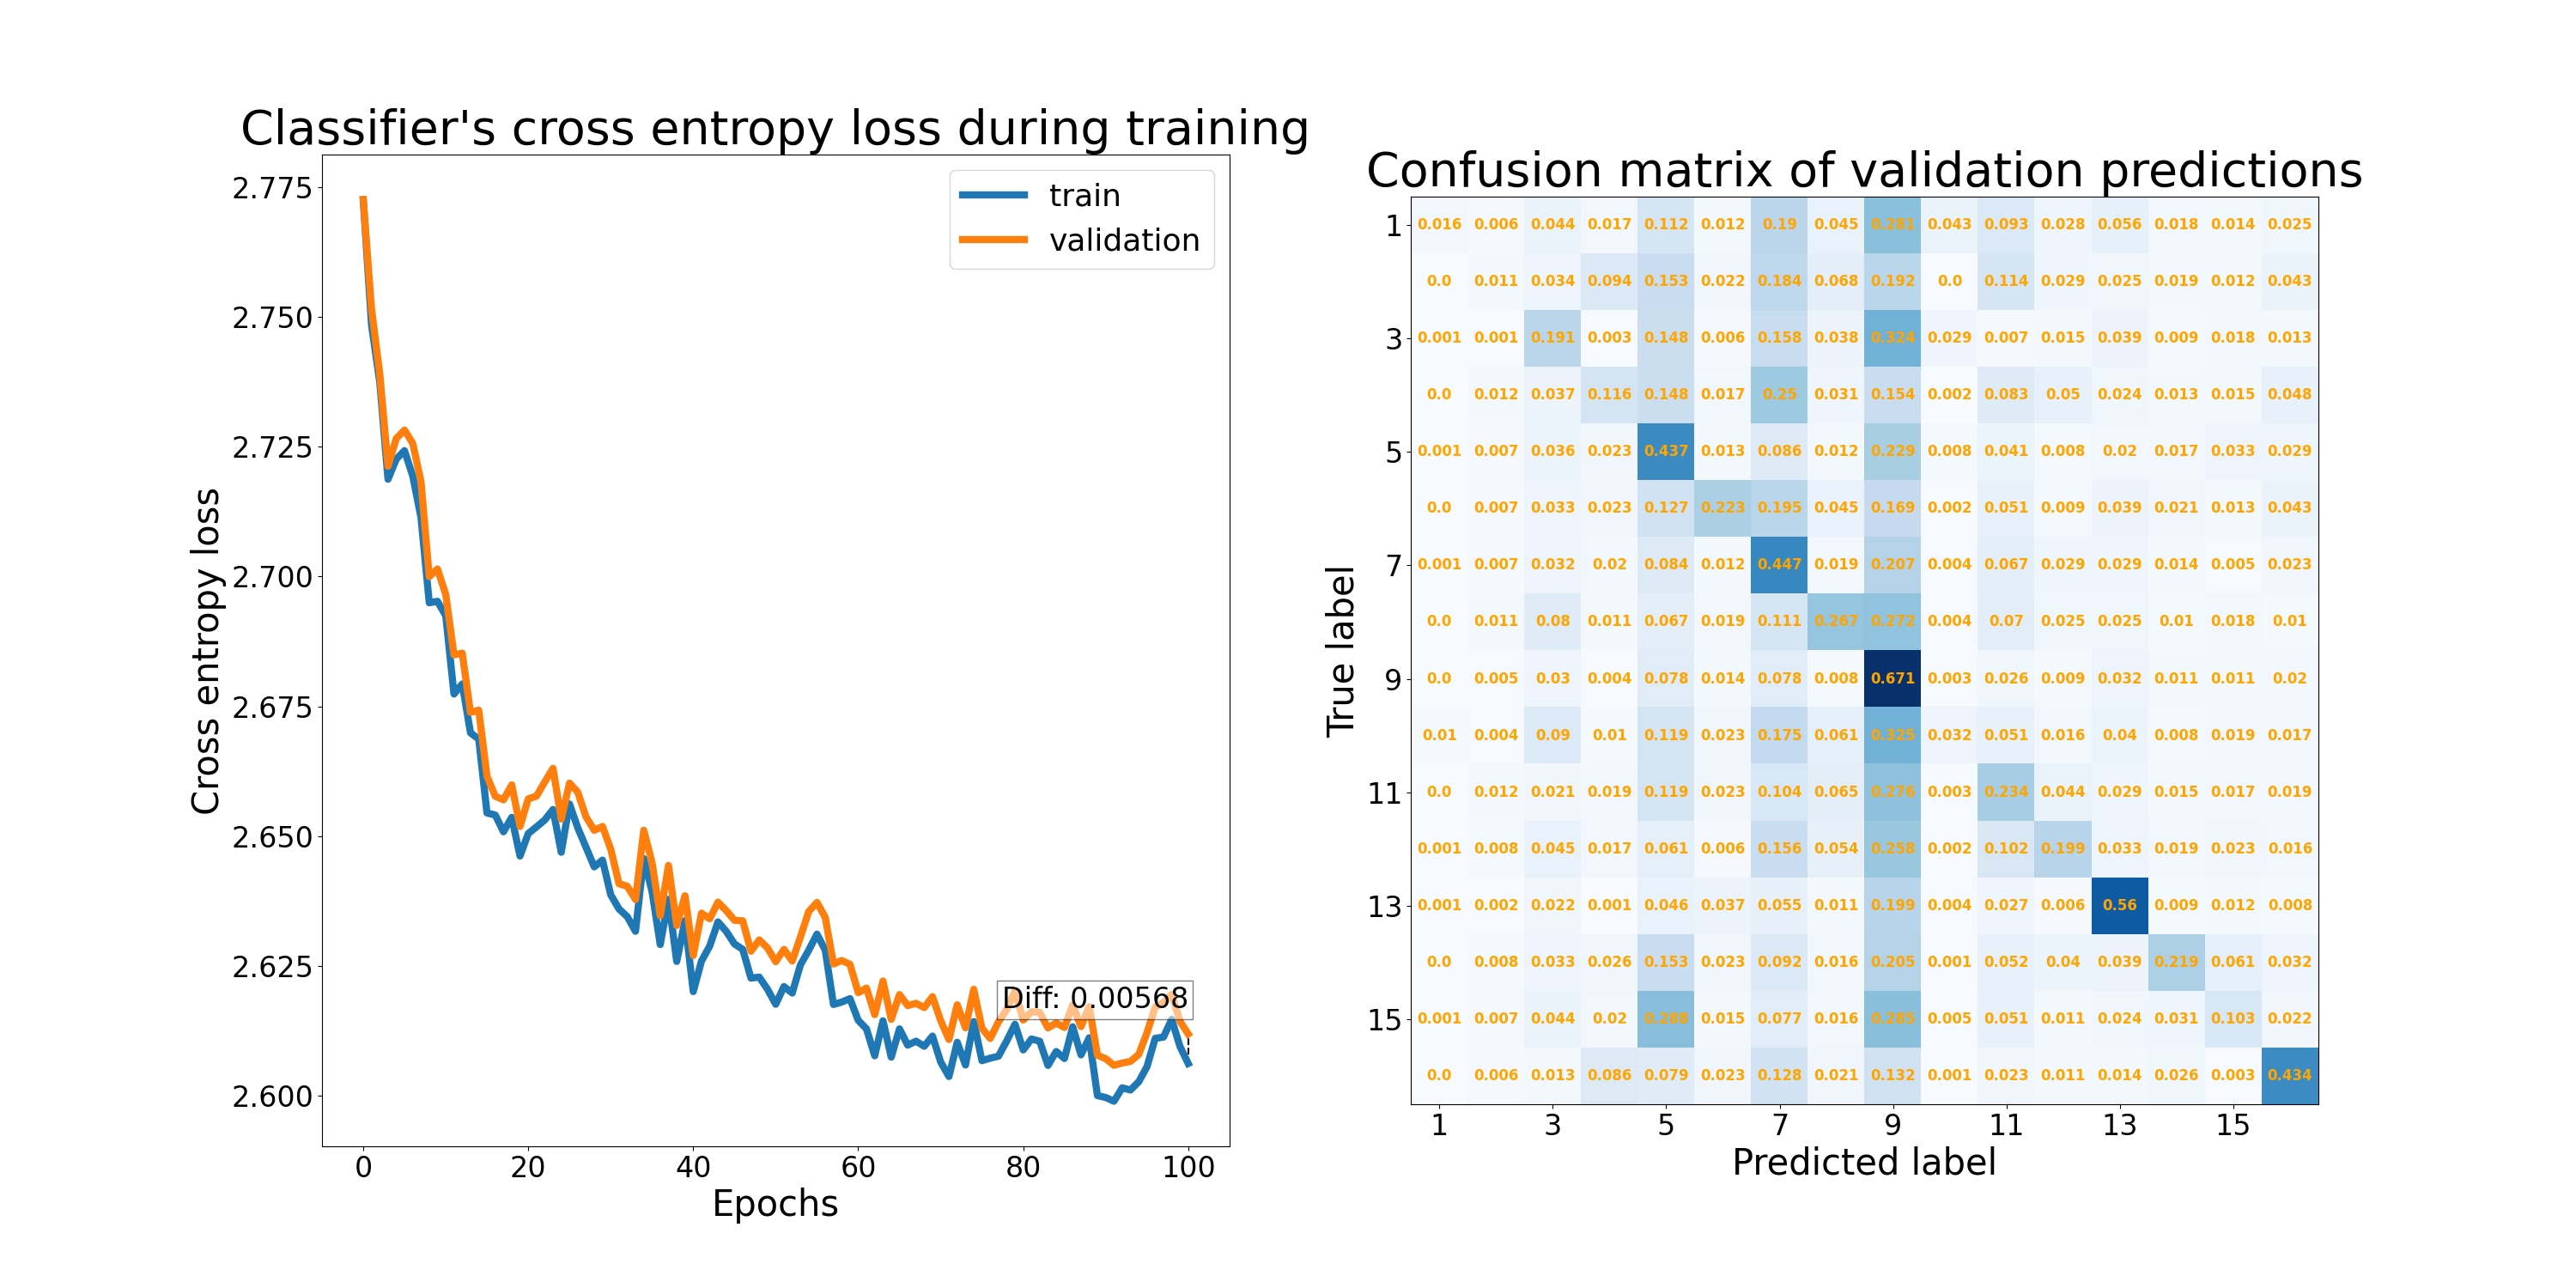 Classifier's cross entropy loss during training
2.775
2.750
2.725
2.700
2.675
2.650
2.625
2.600
Cross entropy loss
train
validation
Diff: 0.00568
0 20 40 60 80 100
Epochs
Confusion matrix of validation predictions
True label
1 0.016 0.006 0.044 0.017 0.112 0.012 0.19 0.045 0.281 0.043 0.093 0.028 0.056 0.018 0.014 0.025
0.0 0.011 0.034 0.094 0.153 0.022 0.184 0.068 0.192 0.0 0.114 0.029 0.025 0.019 0.012 0.043
3 0.001 0.001 0.191 0.003 0.148 0.006 0.158 0.038 0.324 0.029 0.007 0.015 0.039 0.009 0.018 0.013
0.0 0.012 0.037 0.116 0.148 0.017 0.25 0.031 0.154 0.002 0.083 0.05 0.024 0.013 0.015 0.048
5 0.001 0.007 0.036 0.023 0.437 0.013 0.086 0.012 0.229 0.008 0.041 0.008 0.02 0.017 0.033 0.029
0.0 0.007 0.033 0.023 0.127 0.223 0.195 0.045 0.169 0.002 0.051 0.009 0.039 0.021 0.013 0.043
7 0.001 0.007 0.032 0.02 0.084 0.012 0.447 0.019 0.207 0.004 0.067 0.029 0.029 0.014 0.005 0.023
0.0 0.011 0.08 0.011 0.067 0.019 0.111 0.267 0.272 0.004 0.07 0.025 0.025 0.01 0.018 0.01
9 0.0 0.005 0.03 0.004 0.078 0.014 0.078 0.008 0.671 0.003 0.026 0.009 0.032 0.011 0.011 0.02
0.01 0.004 0.09 0.01 0.119 0.023 0.175 0.061 0.325 0.032 0.051 0.016 0.04 0.008 0.019 0.017
11 0.0 0.012 0.021 0.019 0.119 0.023 0.104 0.065 0.276 0.003 0.234 0.044 0.029 0.015 0.017 0.019
0.001 0.008 0.045 0.017 0.061 0.006 0.156 0.054 0.258 0.002 0.102 0.199 0.033 0.019 0.023 0.016
13 0.001 0.002 0.022 0.001 0.046 0.037 0.055 0.011 0.199 0.004 0.027 0.006 0.56 0.009 0.012 0.008
0.0 0.008 0.033 0.026 0.153 0.023 0.092 0.016 0.205 0.001 0.052 0.04 0.039 0.219 0.061 0.032
15 0.001 0.007 0.044 0.02 0.288 0.015 0.077 0.016 0.285 0.005 0.051 0.011 0.024 0.031 0.103 0.022
0.0 0.006 0.013 0.086 0.079 0.023 0.128 0.021 0.132 0.001 0.023 0.011 0.014 0.026 0.003 0.434
1 3 5 7 9 11 13 15
Predicted label